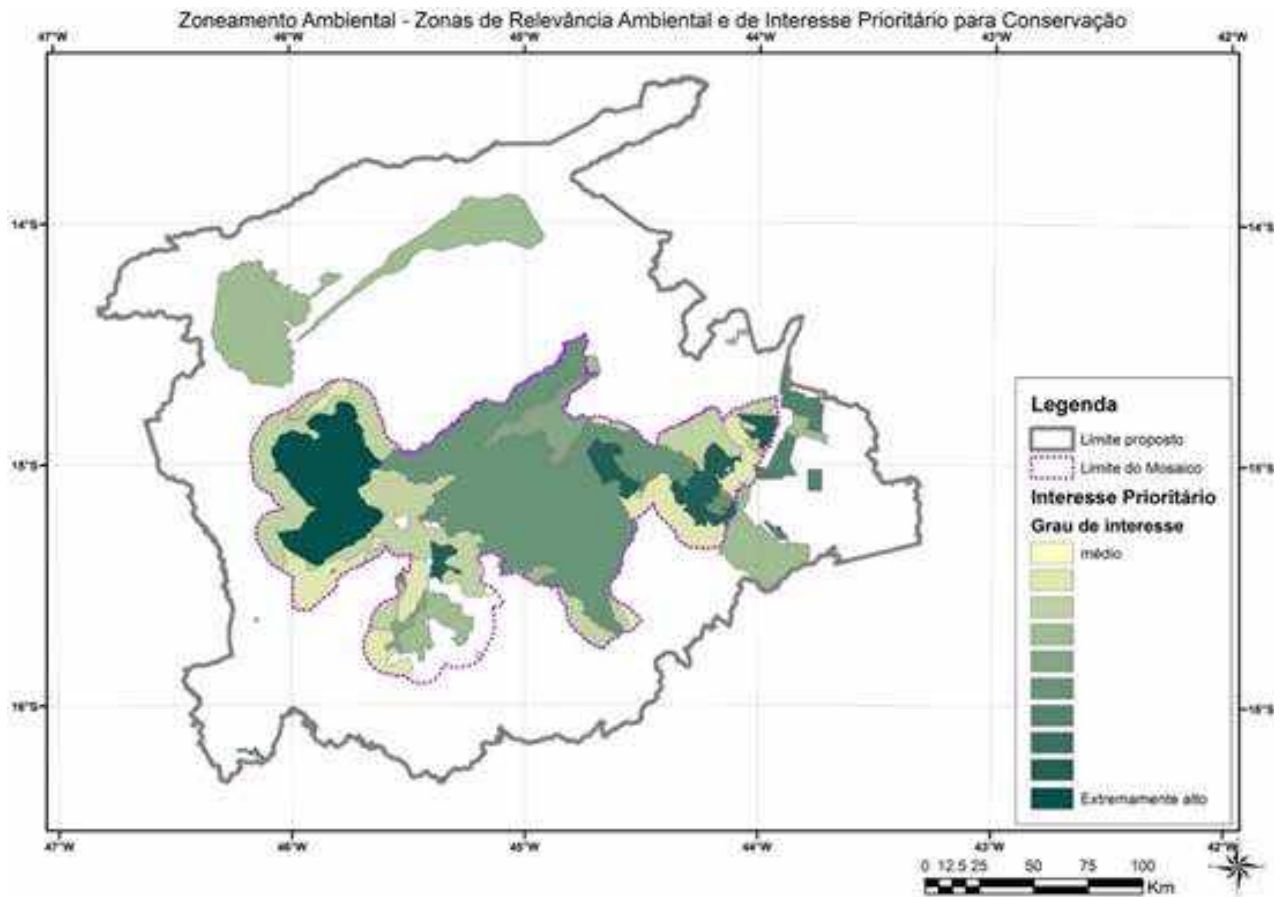 Zoneamento Ambiental - Zonas de Relevância Ambiental e de Interesse Prioritário para Conservação
47°W 46°W 45°W 44°W 43°W 42°W
14°S 14°S
15°S 15°S
16°S 16°S
Legenda
Limite proposto
Limite do Mosaico
Interesse Prioritário
Grau de interesse
médio
Extremamente alto
47°W 46°W 45°W 44°W 43°W 42°W
0 12.5 25 50 75 100
Km